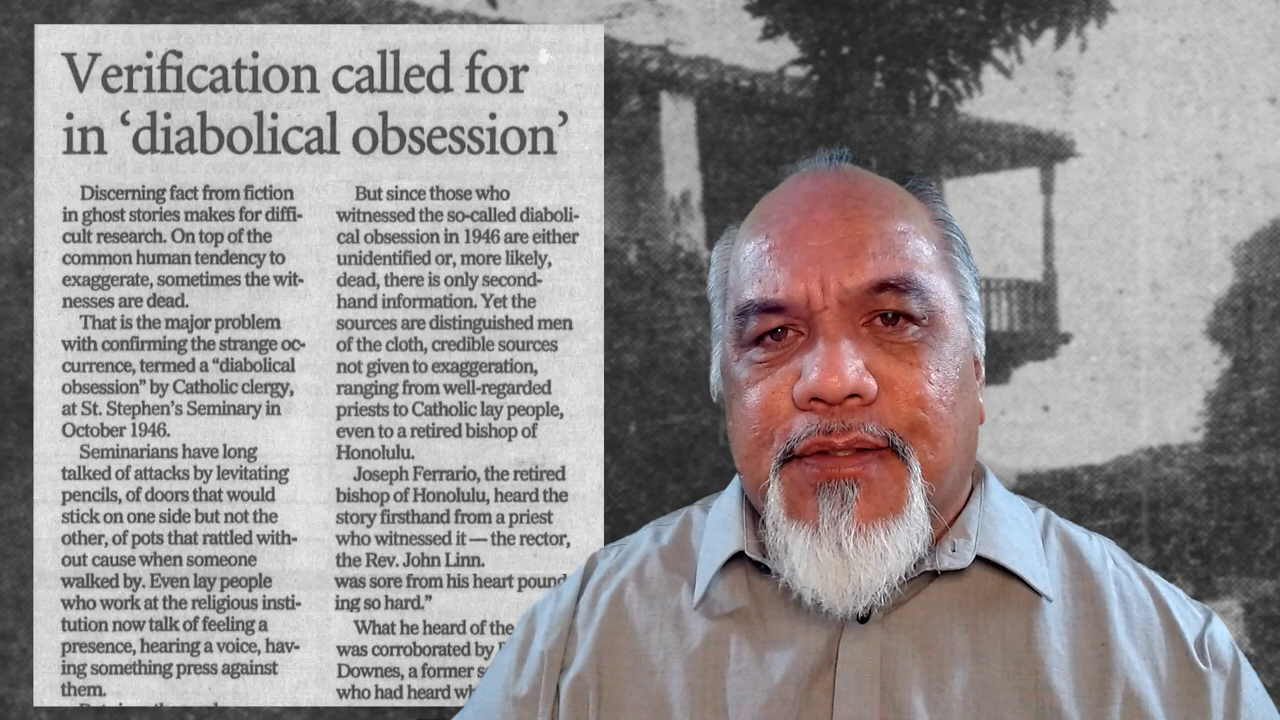 Verification called for
in ‘diabolical obsession’
Discerning fact from fiction
in ghost stories makes for diffi-
cult research. On top of the
common human tendency to
exaggerate, sometimes the wit-
nesses are dead.
That is the major problem
with confirming the strange oc-
currence, termed a “diabolical
obsession” by Catholic clergy,
at St. Stephen’s Seminary in
October 1946.
Seminarians have long
talked of attacks by levitating
pencils, of doors that would
stick on one side but not the
other, of pots that rattled with-
out cause when someone
walked by. Even lay people
who work at the religious insti-
tution now talk of feeling a
presence, hearing a voice, hav-
ing something press against
them.
But since those who
witnessed the so-called diaboli-
cal obsession in 1946 are either
unidentified or, more likely,
dead, there is only second-
hand information. Yet the
sources are distinguished men
of the cloth, credible sources
not given to exaggeration,
ranging from well-regarded
priests to Catholic lay people,
even to a retired bishop of
Honolulu.
Joseph Ferrario, the retired
bishop of Honolulu, heard the
story firsthand from a priest
who witnessed it — the rector,
the Rev. John Linn.
was sore from his heart pound
ing so hard.”
What he heard of the
was corroborated by
Downes, a former
who had heard